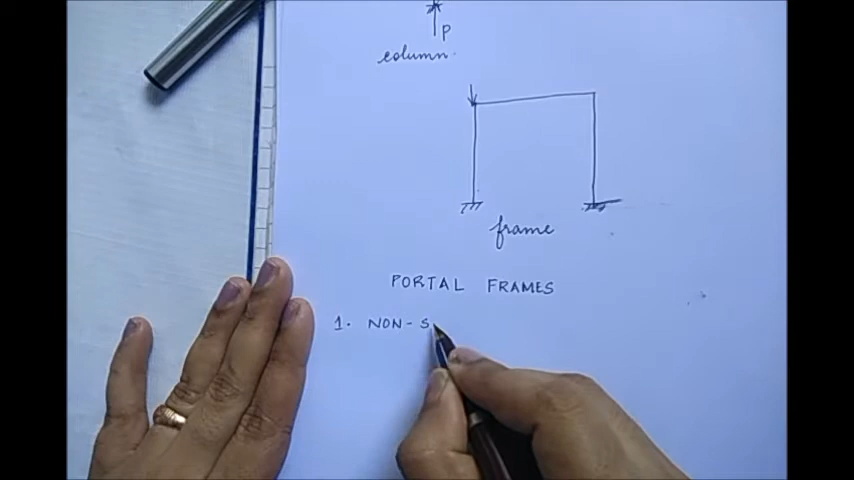 P
column.
frame
PORTAL FRAMES
1. NON-S